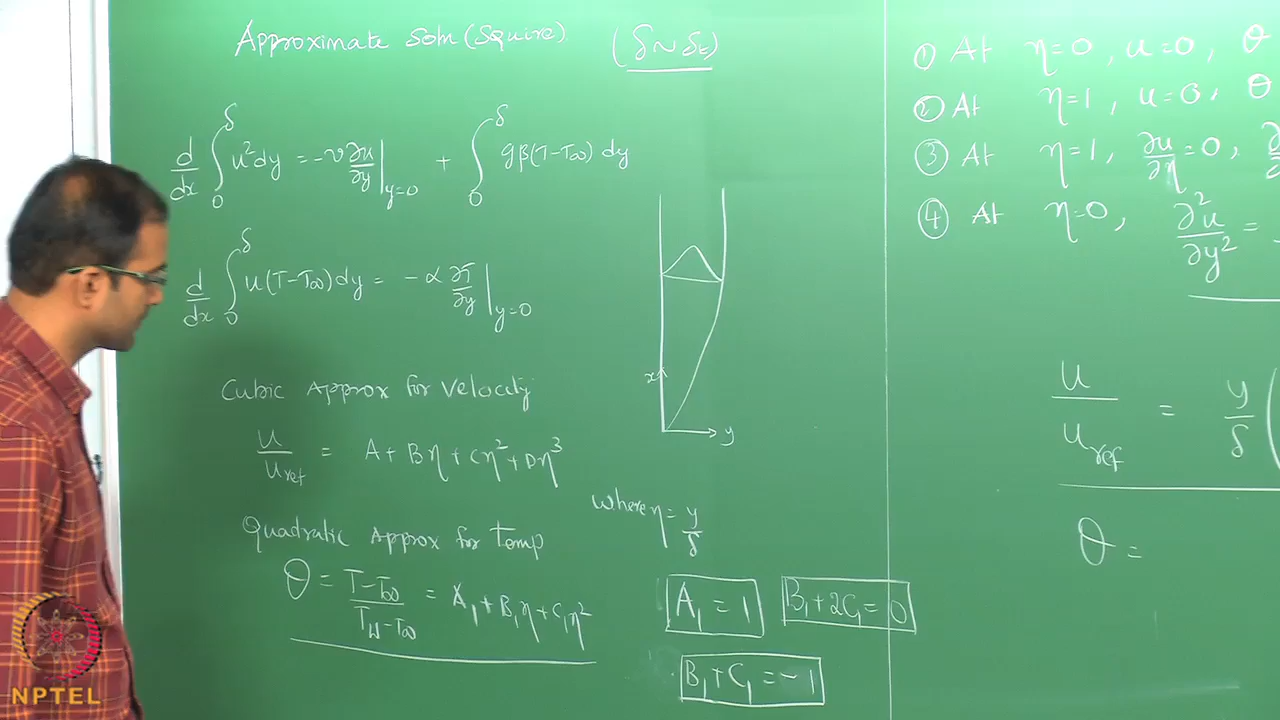 Approximate soln (Squire) (δ ~ δt)
d/dx ∫₀^δ u² dy = -ν ∂u/∂y |y=0 + ∫₀^δ gβ(T-T∞) dy
d/dx ∫₀^δ u(T-T∞) dy = -α ∂T/∂y |y=0
x
y
Cubic Approx for Velocity
u/uref = A + Bη + Cη² + Dη³
where η = y/δ
Quadratic Approx for Temp
θ = T-T∞/Tw-T∞ = A₁ + B₁η + C₁η²
A₁ = 1
B₁ + 2C₁ = 0
B₁ + C₁ = -1
① At η=0, u=0, θ
② At η=1, u=0, θ
③ At η=1, ∂u/∂η = 0,
④ At η=0, ∂²u/∂y² = -
u/uref = y/δ (
θ =
NPTEL